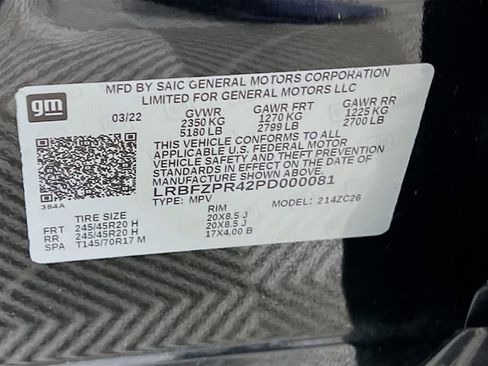 gm
MFD BY SAIC GENERAL MOTORS CORPORATION
LIMITED FOR GENERAL MOTORS LLC
03/22 GVWR GAWR FRT GAWR RR
2350 KG 1270 KG 1225 KG
5180 LB 2799 LB 2700 LB
THIS VEHICLE CONFORMS TO ALL
APPLICABLE U.S. FEDERAL MOTOR
VEHICLE SAFETY AND THEFT PREVENTION
STANDARDS IN EFFECT ON THE DATE OF
MANUFACTURE SHOWN ABOVE.
LRBFZPR42PD000081
TYPE: MPV MODEL: 214ZC26
384A
TIRE SIZE RIM
FRT 245/45R20 H 20X8.5 J
RR 245/45R20 H 20X8.5 J
SPA T145/70R17 M 17X4.00 B